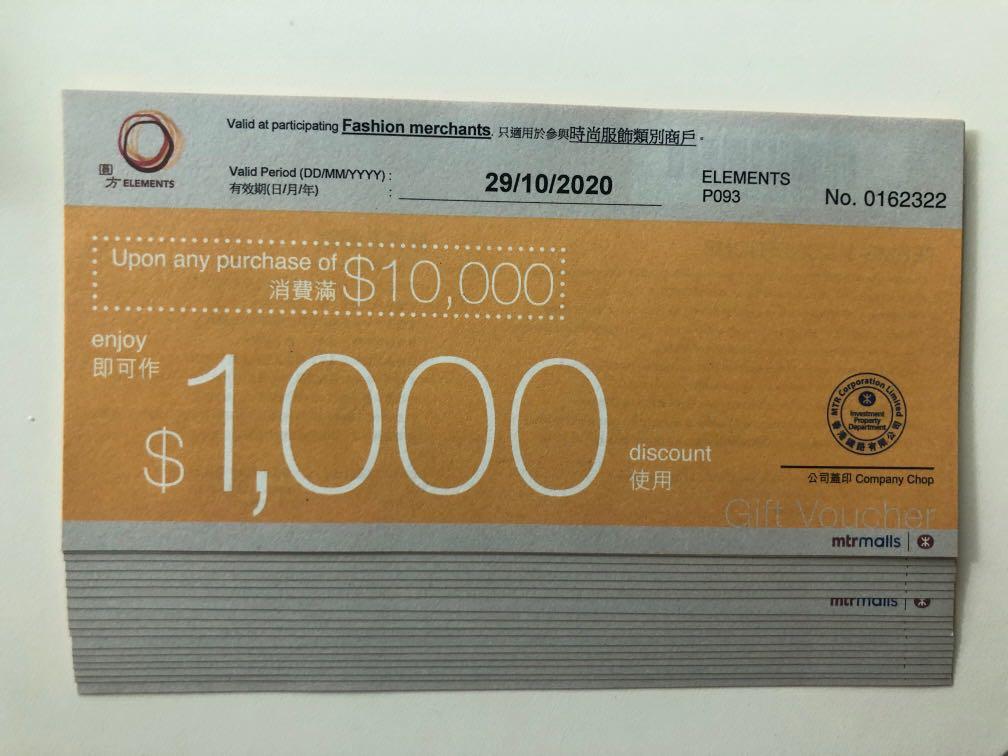 Valid at participating Fashion merchants. 只適用於參與時尚服飾類別商戶。
圓方 ELEMENTS
Valid Period (DD/MM/YYYY) :
有效期(日/月/年) :
29/10/2020
ELEMENTS
P093
No. 0162322
Upon any purchase of
消費滿 $10,000
enjoy
即可作
$1,000
discount
使用
MTR Corporation Limited
Investment
Property
Department
香港鐵路有限公司
公司蓋印 Company Chop
Gift Voucher
mtrmalls
mtrmalls